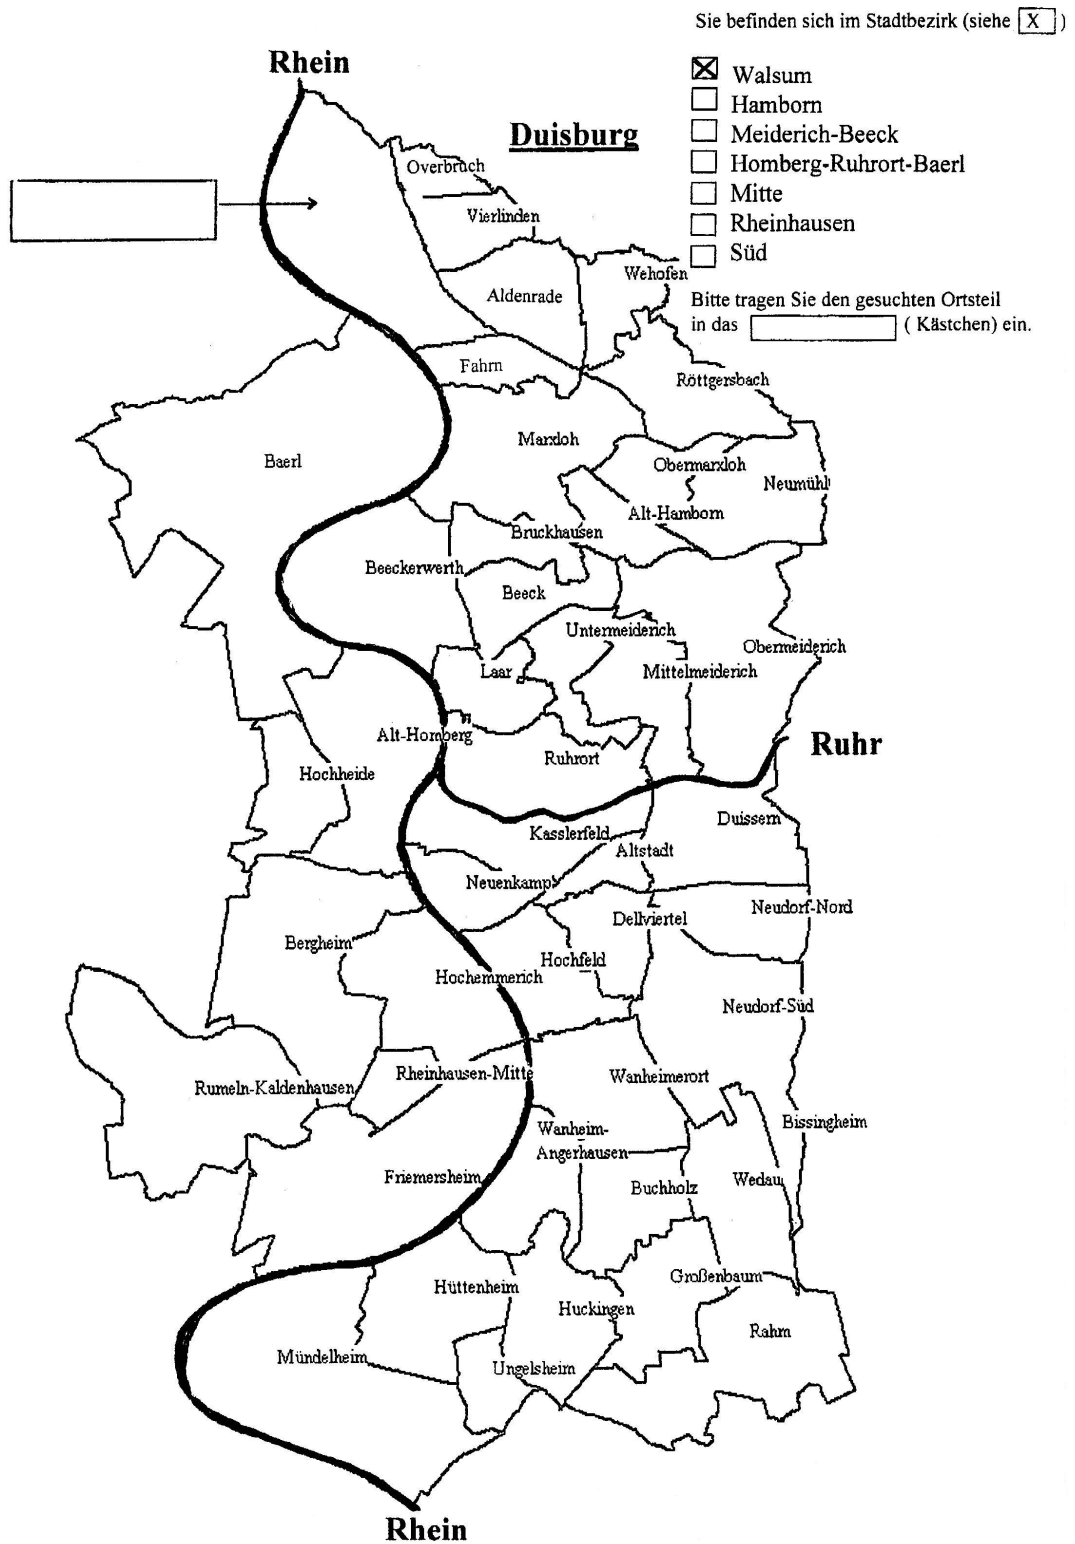 Sie befinden sich im Stadtbezirk (siehe X )
Rhein
Walsum
Hamborn
Meiderich-Beeck
Homberg-Ruhrort-Baerl
Mitte
Rheinhausen
Süd
Duisburg
Bitte tragen Sie den gesuchten Ortsteil
in das ( Kästchen) ein.
Overbruch
Vierlinden
Wehofen
Aldenrade
Fahrn
Röttgersbach
Marxloh
Baerl
Obermarxloh
Neumühl
Alt-Hamborn
Bruckhausen
Beeckerwerth
Beeck
Untermeiderich
Obermeiderich
Laar
Mittelmeiderich
Alt-Homberg
Ruhr
Ruhrort
Hochheide
Duissern
Kasslerfeld
Altstadt
Neuenkamp
Neudorf-Nord
Dellviertel
Bergheim
Hochfeld
Hochemmerich
Neudorf-Süd
Rheinhausen-Mitte
Wanheimerort
Rumeln-Kaldenhausen
Bissingheim
Wanheim-
Angerhausen
Friemersheim
Wedau
Buchholz
Großenbaum
Hüttenheim
Huckingen
Rahm
Mündelheim
Ungelsheim
Rhein